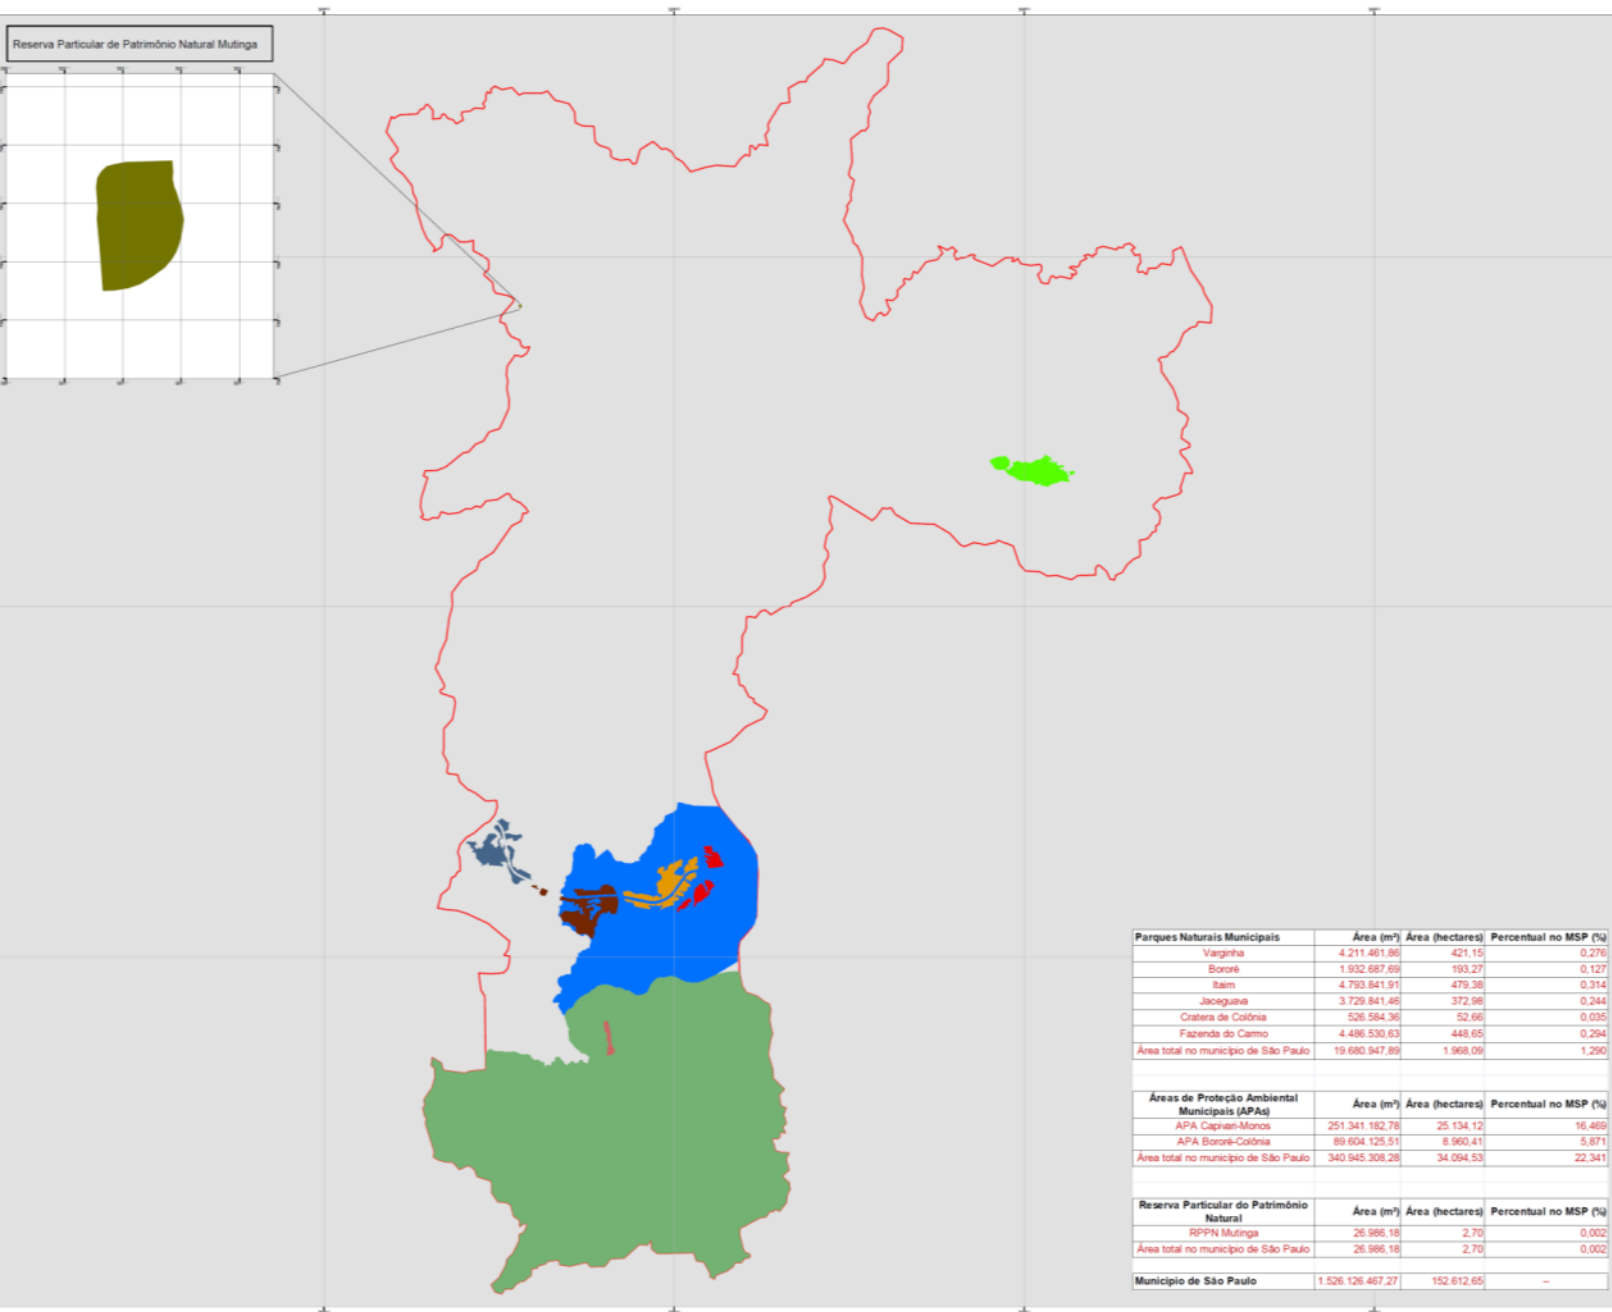 Reserva Particular de Patrimônio Natural Mutinga
Parques Naturais Municipais Área (m²) Área (hectares) Percentual no MSP (%)
Varginha 4.211.461,86 421,15 0,276
Bororé 1.932.687,69 193,27 0,127
Itaim 4.793.841,91 479,38 0,314
Jaceguava 3.729.841,46 372,98 0,244
Cratera de Colônia 526.584,36 52,66 0,035
Fazenda do Carmo 4.486.530,63 448,65 0,294
Área total no município de São Paulo 19.680.947,89 1.968,09 1,290
Áreas de Proteção Ambiental
Municipais (APAs) Área (m²) Área (hectares) Percentual no MSP (%)
APA Capivari-Monos 251.341.182,78 25.134,12 16,469
APA Bororé-Colônia 89.604.125,51 8.960,41 5,871
Área total no município de São Paulo 340.945.308,28 34.094,53 22,341
Reserva Particular do Patrimônio
Natural Área (m²) Área (hectares) Percentual no MSP (%)
RPPN Mutinga 26.986,18 2,70 0,002
Área total no município de São Paulo 26.986,18 2,70 0,002
Município de São Paulo 1.526.126.467,27 152.612,65 --